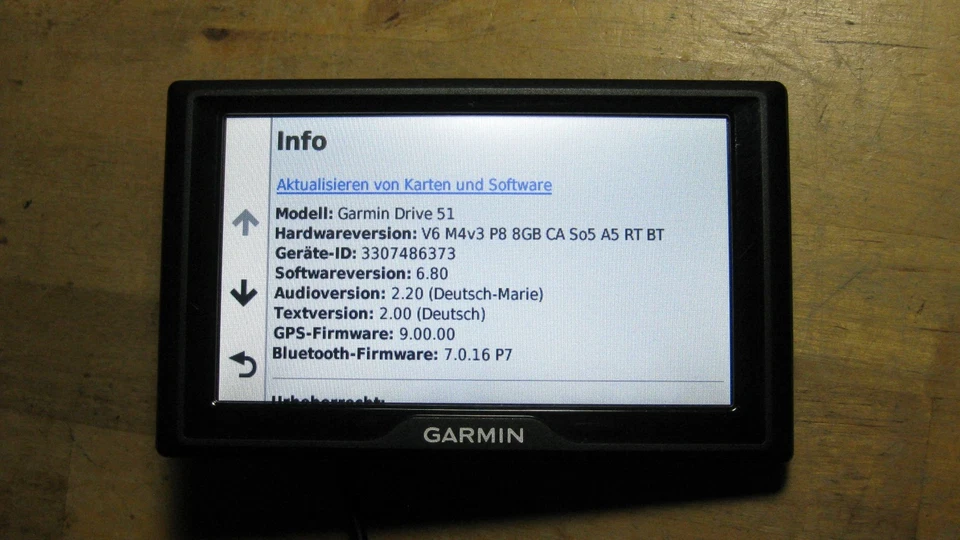 Info
Aktualisieren von Karten und Software
Modell: Garmin Drive 51
Hardwareversion: V6 M4v3 P8 8GB CA So5 A5 RT BT
Geräte-ID: 3307486373
Softwareversion: 6.80
Audioversion: 2.20 (Deutsch-Marie)
Textversion: 2.00 (Deutsch)
GPS-Firmware: 9.00.00
Bluetooth-Firmware: 7.0.16 P7
Urheberrecht:
GARMIN